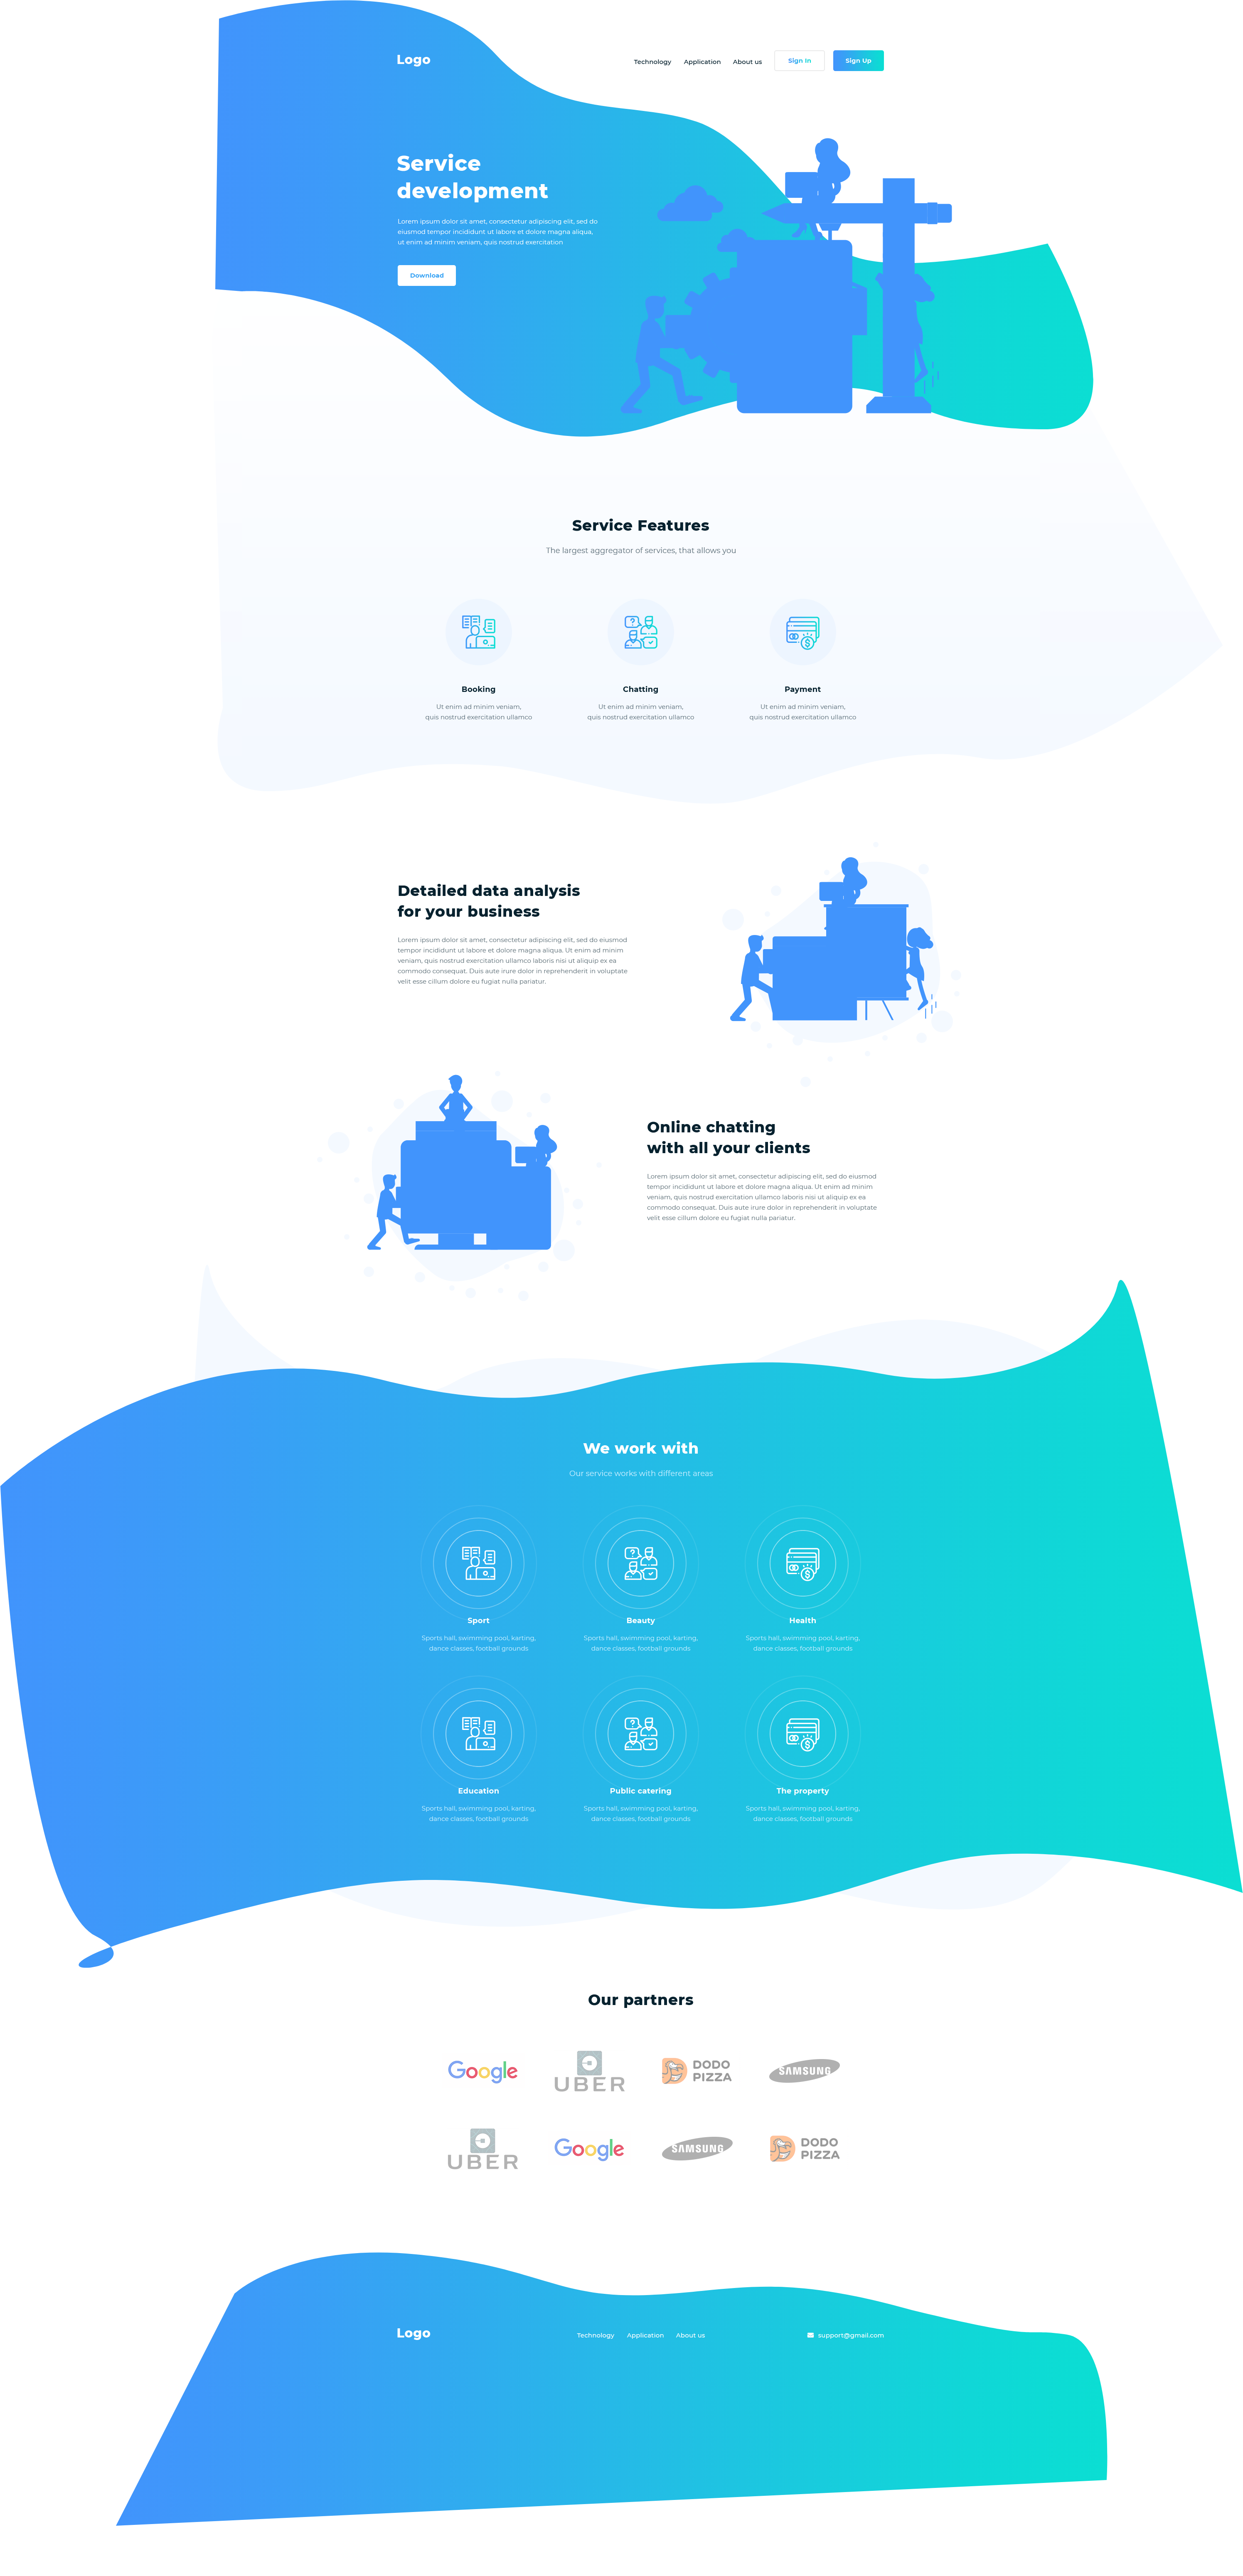 Logo
Technology Application About us Sign In Sign Up
Service
development
Lorem ipsum dolor sit amet, consectetur adipiscing elit, sed do
eiusmod tempor incididunt ut labore et dolore magna aliqua,
ut enim ad minim veniam, quis nostrud exercitation
Download
Service Features
The largest aggregator of services, that allows you
Booking
Ut enim ad minim veniam,
quis nostrud exercitation ullamco
Chatting
Ut enim ad minim veniam,
quis nostrud exercitation ullamco
Payment
Ut enim ad minim veniam,
quis nostrud exercitation ullamco
Detailed data analysis
for your business
Lorem ipsum dolor sit amet, consectetur adipiscing elit, sed do eiusmod
tempor incididunt ut labore et dolore magna aliqua. Ut enim ad minim
veniam, quis nostrud exercitation ullamco laboris nisi ut aliquip ex ea
commodo consequat. Duis aute irure dolor in reprehenderit in voluptate
velit esse cillum dolore eu fugiat nulla pariatur.
Online chatting
with all your clients
Lorem ipsum dolor sit amet, consectetur adipiscing elit, sed do eiusmod
tempor incididunt ut labore et dolore magna aliqua. Ut enim ad minim
veniam, quis nostrud exercitation ullamco laboris nisi ut aliquip ex ea
commodo consequat. Duis aute irure dolor in reprehenderit in voluptate
velit esse cillum dolore eu fugiat nulla pariatur.
We work with
Our service works with different areas
Sport
Sports hall, swimming pool, karting,
dance classes, football grounds
Beauty
Sports hall, swimming pool, karting,
dance classes, football grounds
Health
Sports hall, swimming pool, karting,
dance classes, football grounds
Education
Sports hall, swimming pool, karting,
dance classes, football grounds
Public catering
Sports hall, swimming pool, karting,
dance classes, football grounds
The property
Sports hall, swimming pool, karting,
dance classes, football grounds
Our partners
Google
UBER
DODO
PIZZA
SAMSUNG
UBER
Google
SAMSUNG
DODO
PIZZA
Logo
Technology Application About us
support@gmail.com